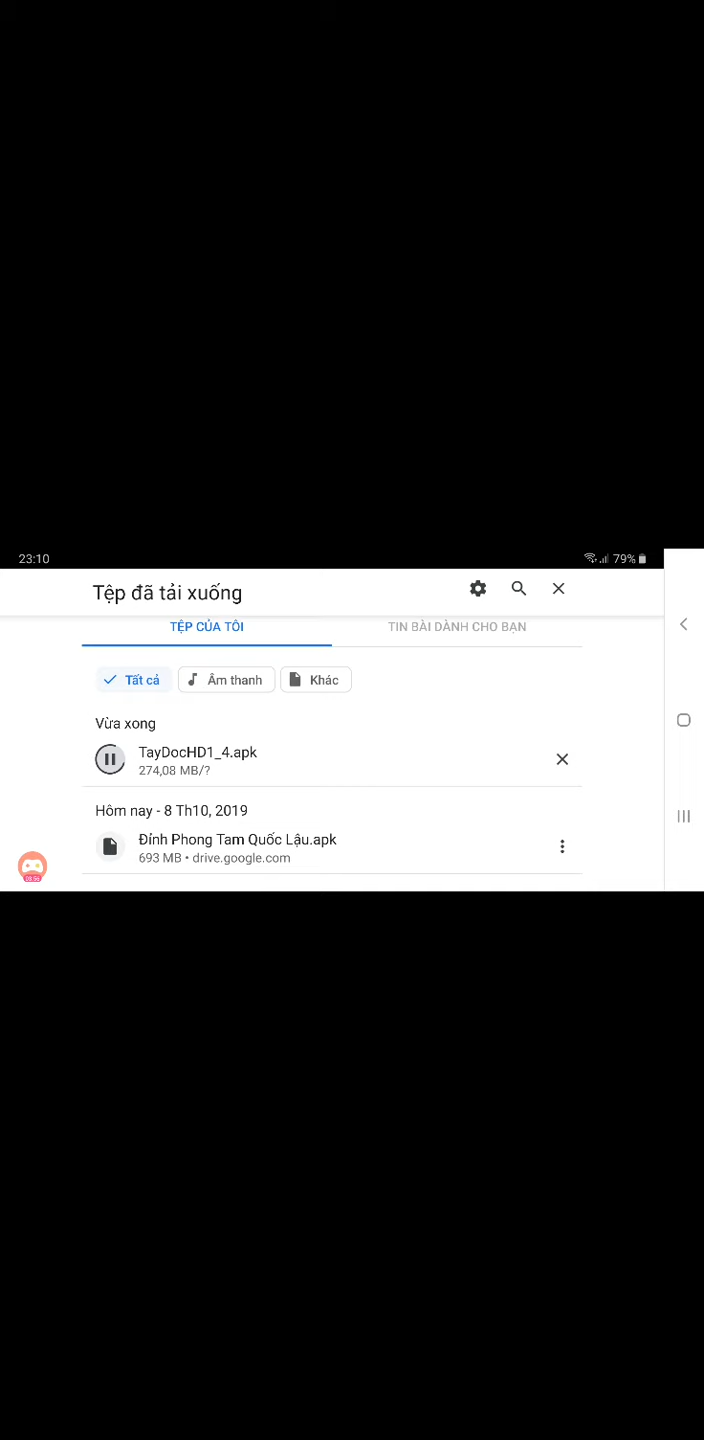 23:10
79%
Tệp đã tải xuống
TỆP CỦA TÔI
TIN BÀI DÀNH CHO BẠN
Tất cả
Âm thanh
Khác
Vừa xong
TayDocHD1_4.apk
274,08 MB/?
Hôm nay - 8 Th10, 2019
Đỉnh Phong Tam Quốc Lậu.apk
693 MB • drive.google.com